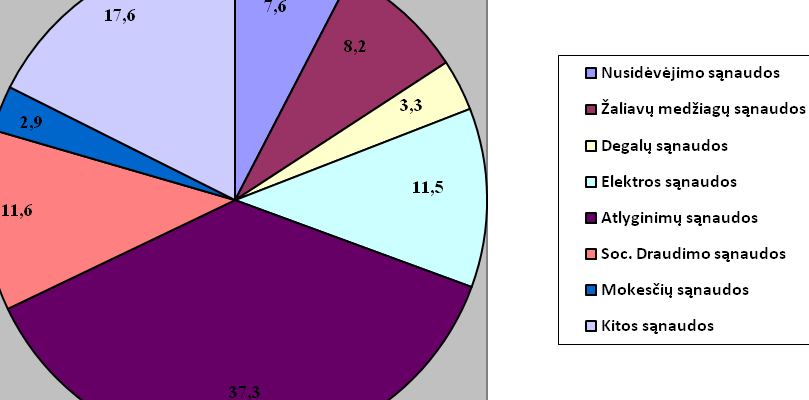 17,6
7,6
8,2
3,3
2,9
11,5
11,6
37,3
Nusidėvėjimo sąnaudos
Žaliavų medžiagų sąnaudos
Degalų sąnaudos
Elektros sąnaudos
Atlyginimų sąnaudos
Soc. Draudimo sąnaudos
Mokesčių sąnaudos
Kitos sąnaudos